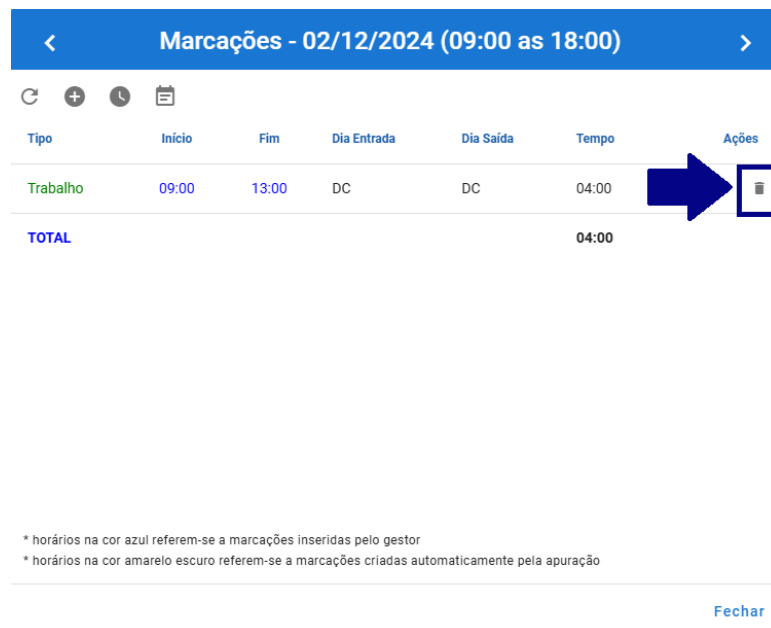 Marcações - 02/12/2024 (09:00 as 18:00)
Tipo Início Fim Dia Entrada Dia Saída Tempo Ações
Trabalho 09:00 13:00 DC DC 04:00
TOTAL 04:00
* horários na cor azul referem-se a marcações inseridas pelo gestor
* horários na cor amarelo escuro referem-se a marcações criadas automaticamente pela apuração
Fechar